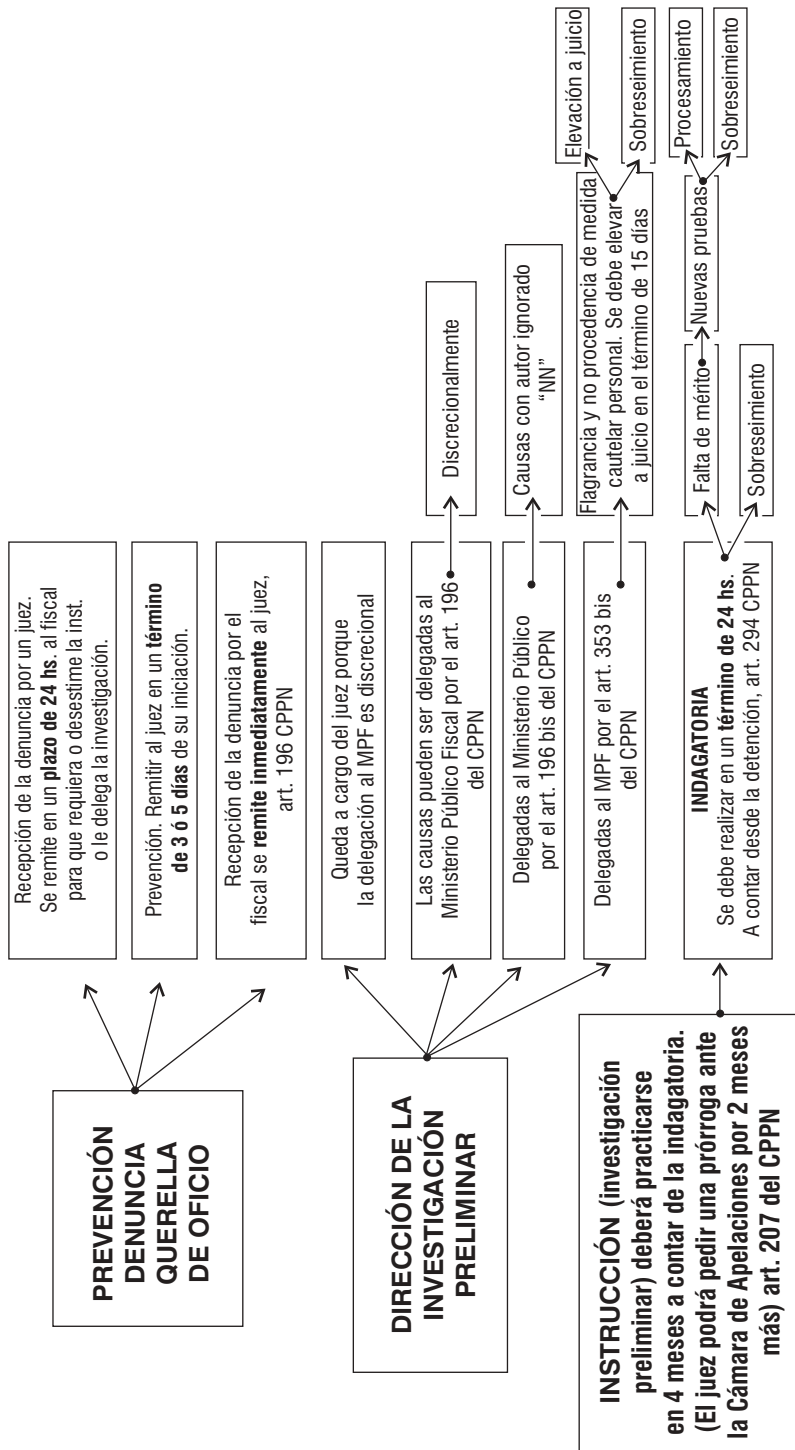 PREVENCIÓN
DENUNCIA
QUERELLA
DE OFICIO
Recepción de la denuncia por un juez.
Se remite en un plazo de 24 hs. al fiscal
para que requiera o desestime la inst.
o le delega la investigación.
Prevención. Remitir al juez en un término
de 3 ó 5 días de su iniciación.
Recepción de la denuncia por el
fiscal se remite inmediatamente al juez,
art. 196 CPPN
DIRECCIÓN DE LA
INVESTIGACIÓN
PRELIMINAR
Queda a cargo del juez porque
la delegación al MPF es discrecional
Las causas pueden ser delegadas al
Ministerio Público Fiscal por el art. 196
del CPPN
Discrecionalmente
Delegadas al Ministerio Público
por el art. 196 bis del CPPN
Causas con autor ignorado
“NN”
Delegadas al MPF por el art. 353 bis
del CPPN
Flagrancia y no procedencia de medida
cautelar personal. Se debe elevar
a juicio en el término de 15 días
Elevación a juicio
Sobreseimiento
INSTRUCCIÓN (investigación
preliminar) deberá practicarse
en 4 meses a contar de la indagatoria.
(El juez podrá pedir una prórroga ante
la Cámara de Apelaciones por 2 meses
más) art. 207 del CPPN
INDAGATORIA
Se debe realizar en un término de 24 hs.
A contar desde la detención, art. 294 CPPN
Falta de mérito
Sobreseimiento
Nuevas pruebas
Procesamiento
Sobreseimiento